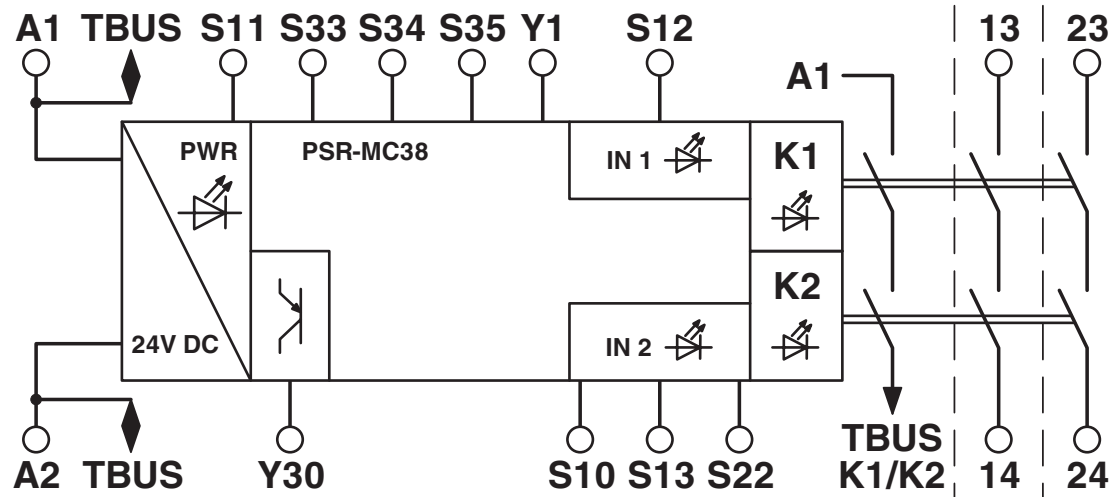 A1 TBUS S11 S33 S34 S35 Y1 S12 13 23
A1
PWR PSR-MC38 IN 1 K1
K2
24V DC IN 2
TBUS
A2 TBUS Y30 S10 S13 S22 K1/K2 14 24